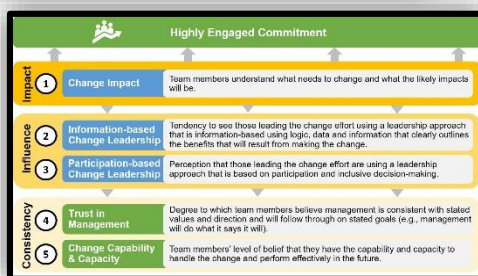 Highly Engaged Commitment
Impact
1
Change Impact
Team members understand what needs to change and what the likely impacts
will be.
Influence
2
Information-based
Change Leadership
Tendency to see those leading the change effort using a leadership approach
that is information-based using logic, data and information that clearly outlines
the benefits that will result from making the change.
3
Participation-based
Change Leadership
Perception that those leading the change effort are using a leadership
approach that is based on participation and inclusive decision-making.
Consistency
4
Trust in
Management
Degree to which team members believe management is consistent with stated
values and direction and will follow through on stated goals (e.g., management
will do what it says it will).
5
Change Capability
& Capacity
Team members' level of belief that they have the capability and capacity to
handle the change and perform effectively in the future.